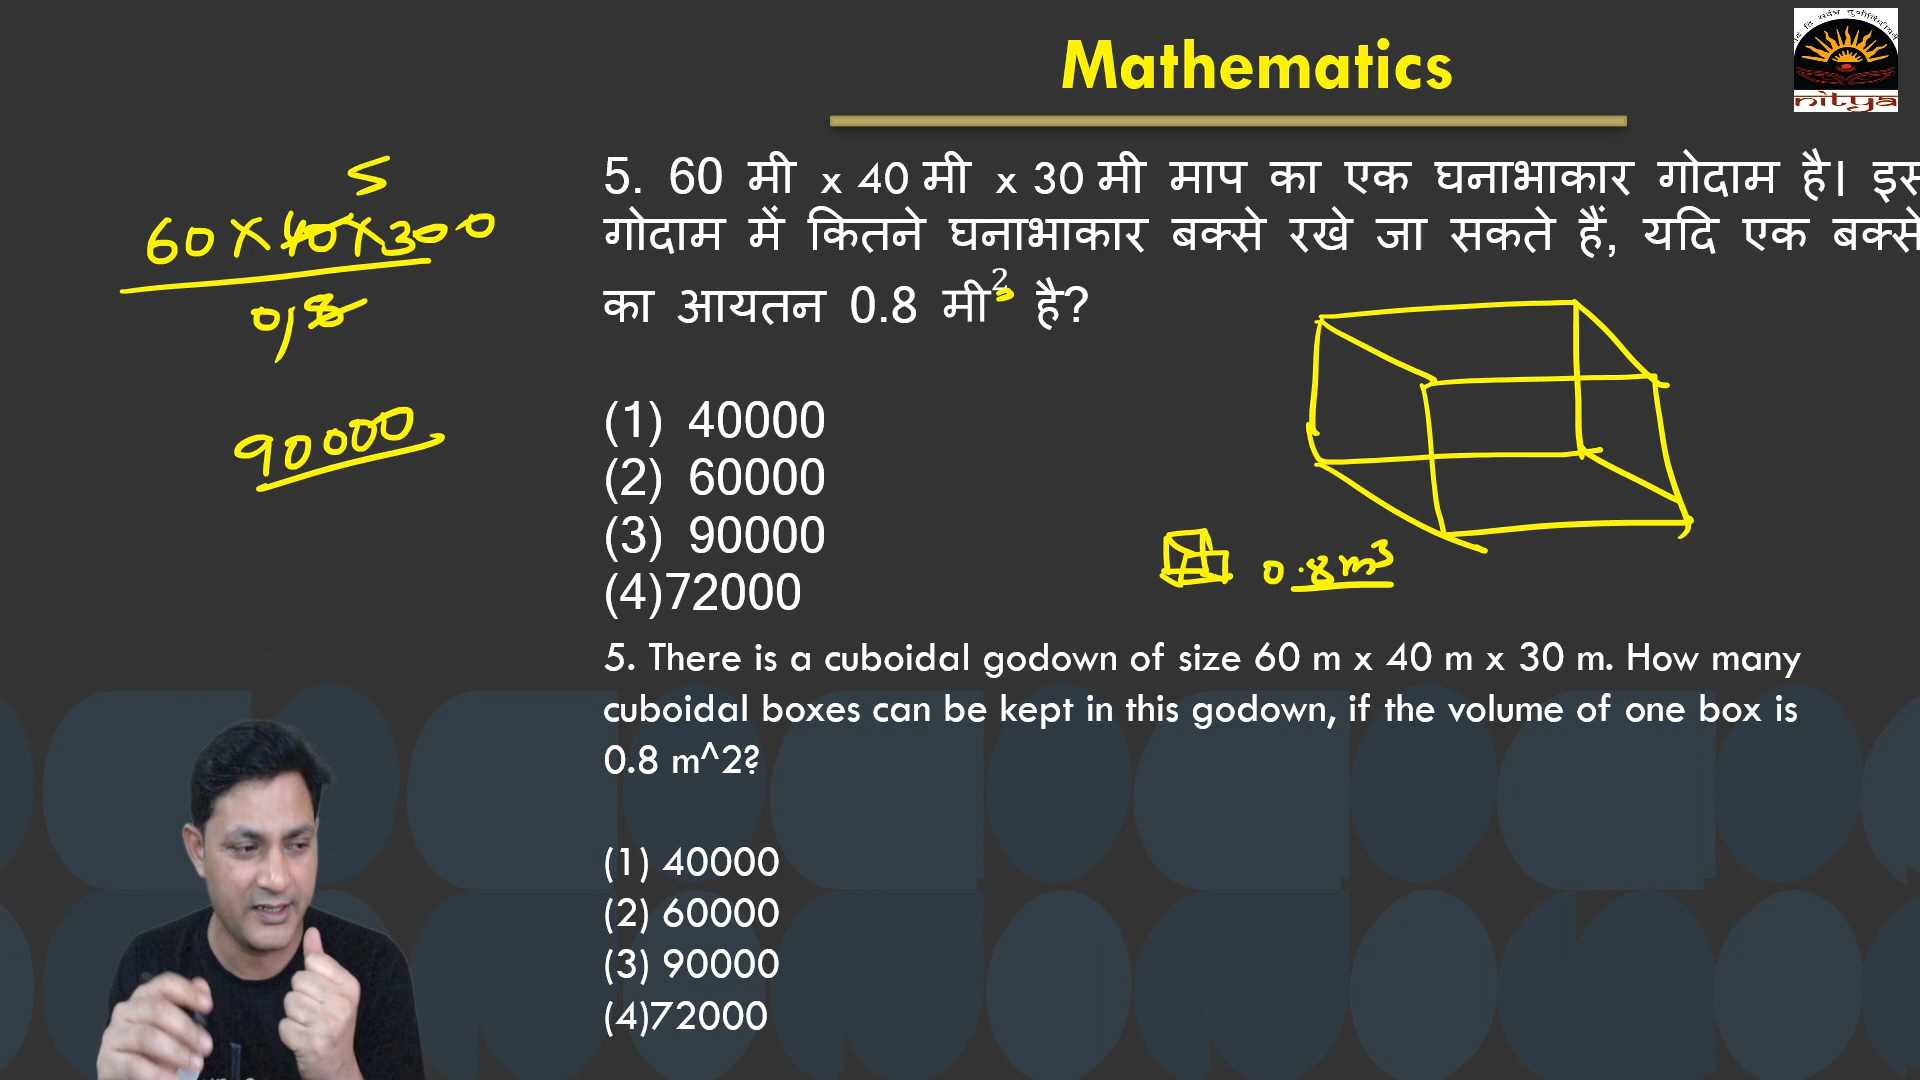 Mathematics
nitya
5. 60 मी x 40 मी x 30 मी माप का एक घनाभाकार गोदाम है। इस
गोदाम में कितने घनाभाकार बक्से रखे जा सकते हैं, यदि एक बक्से
का आयतन 0.8 मी² है?
5
60 X 40 X 300
0,8
90000
(1) 40000
(2) 60000
(3) 90000
(4)72000
0.8m³
5. There is a cuboidal godown of size 60 m x 40 m x 30 m. How many
cuboidal boxes can be kept in this godown, if the volume of one box is
0.8 m^2?
(1) 40000
(2) 60000
(3) 90000
(4)72000